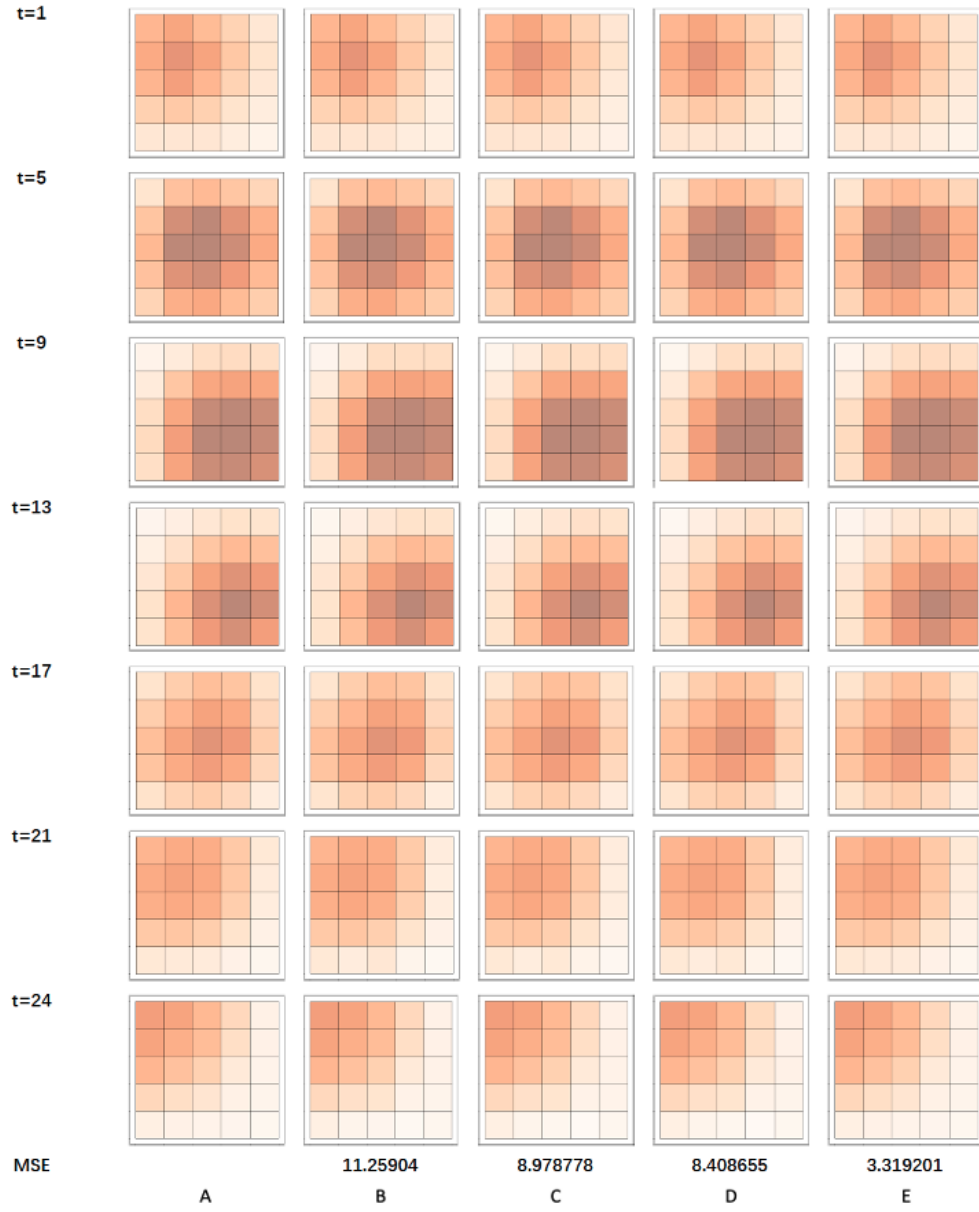 t=1
t=5
t=9
t=13
t=17
t=21
t=24
MSE 11.25904 8.978778 8.408655 3.319201
A B C D E